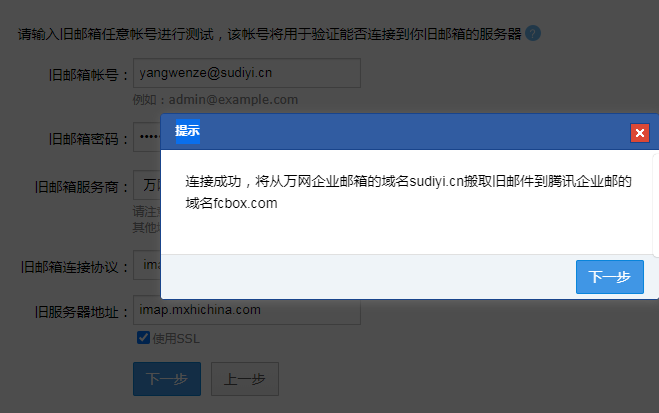 请输入旧邮箱任意帐号进行测试，该帐号将用于验证能否连接到你旧邮箱的服务器 ?
旧邮箱帐号： yangwenze@sudiyi.cn
例如：admin@example.com
提示
旧邮箱密码：
连接成功，将从万网企业邮箱的域名sudiyi.cn搬取旧邮件到腾讯企业邮的
域名fcbox.com
旧邮箱服务商： 万
请注
其他
旧邮箱连接协议： ima
下一步
旧服务器地址： imap.mxhichina.com
使用SSL
下一步 上一步